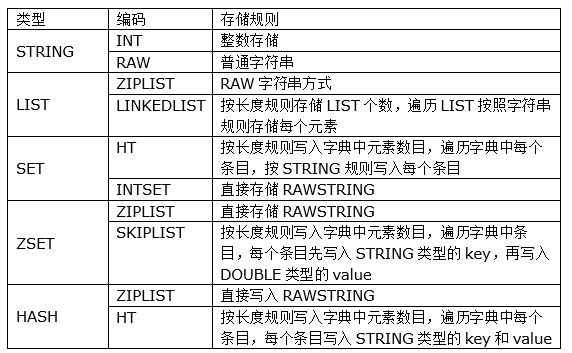 类型 编码 存储规则
STRING INT 整数存储
RAW 普通字符串
LIST ZIPLIST RAW 字符串方式
LINKEDLIST 按长度规则存储 LIST 个数，遍历 LIST 按照字符串
规则存储每个元素
SET HT 按长度规则写入字典中元素数目，遍历字典中每个
条目，按 STRING 规则写入每个条目
INTSET 直接存储 RAWSTRING
ZSET ZIPLIST 直接存储 RAWSTRING
SKIPLIST 按长度规则写入字典中元素数目，遍历字典中条
目，每个条目先写入 STRING 类型的 key，再写入
DOUBLE 类型的 value
HASH ZIPLIST 直接写入 RAWSTRING
HT 按长度规则写入字典中元素数目，遍历字典中每个
条目，每个条目写入 STRING 类型的 key 和 value